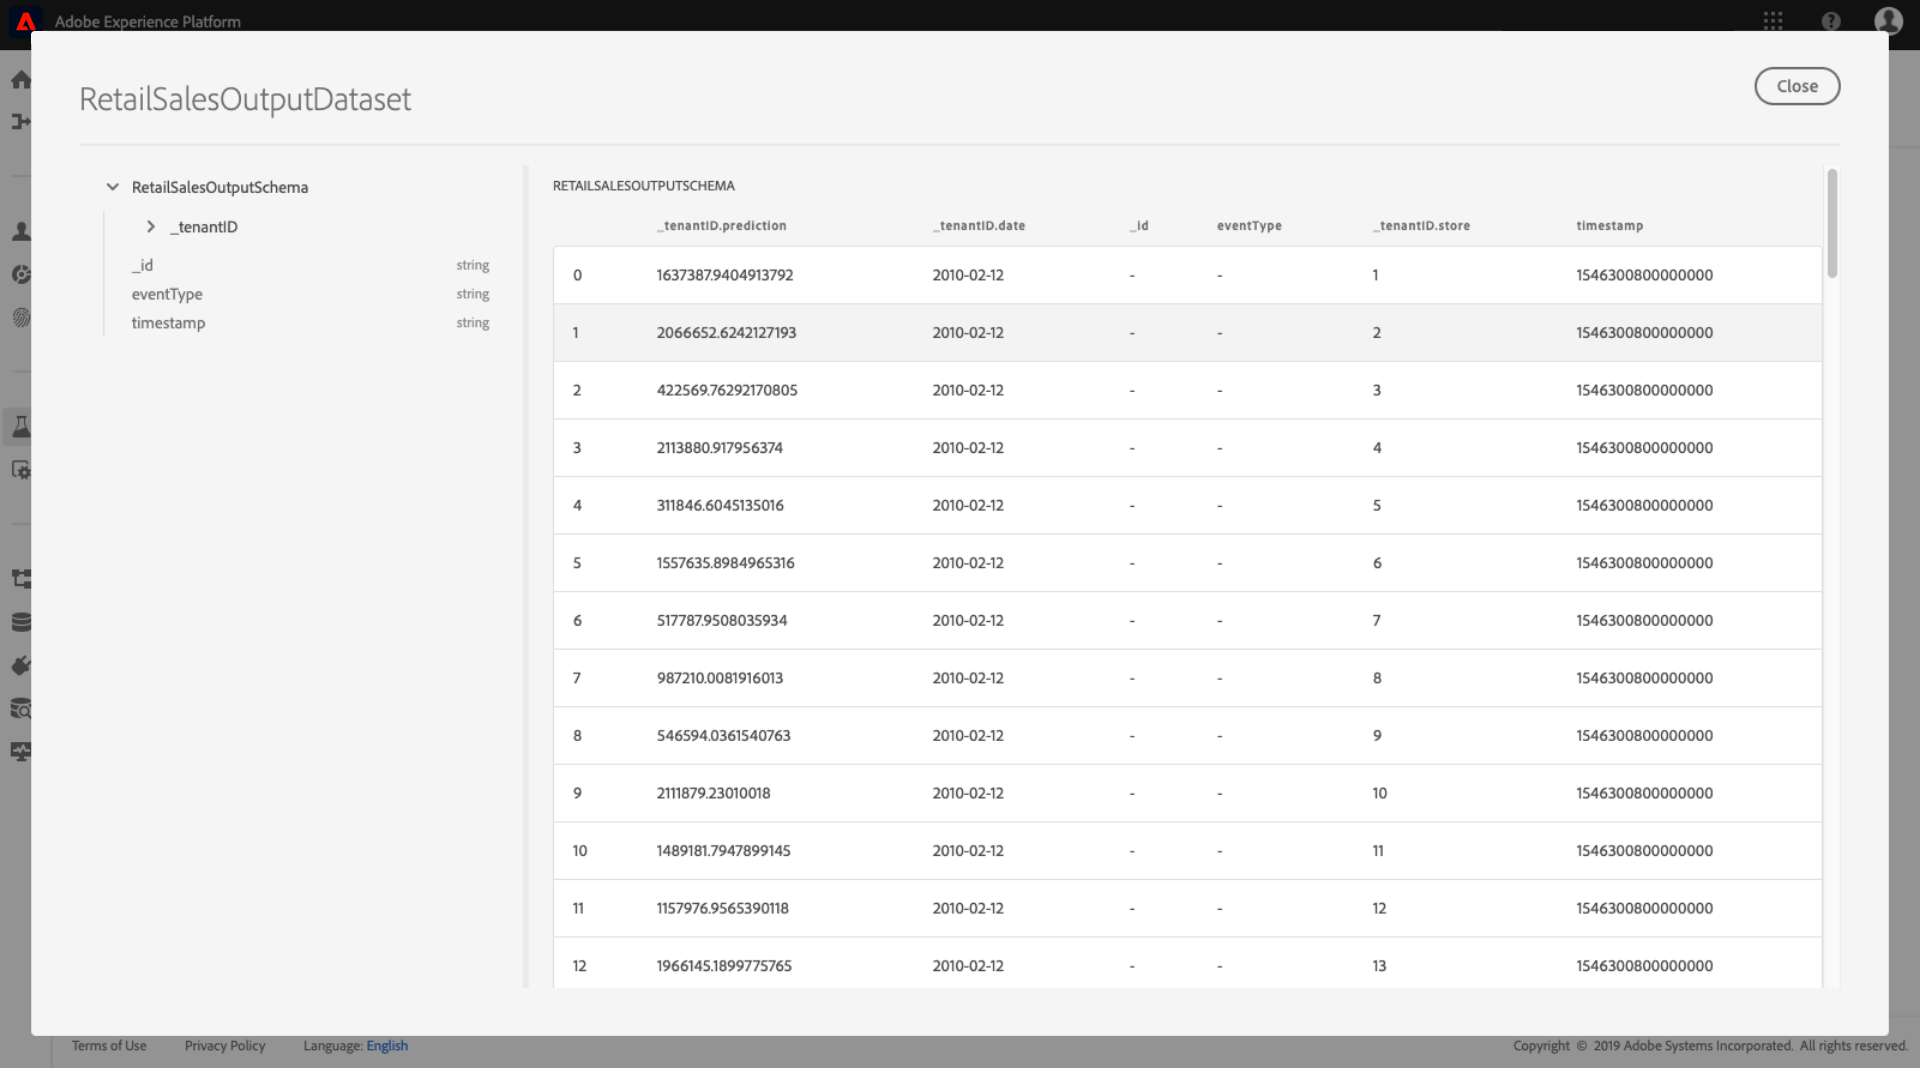 Adobe Experience Platform
RetailSalesOutputDataset
Close
RetailSalesOutputSchema
_tenantID
_id string
eventType string
timestamp string
RETAILSALESOUTPUTSCHEMA
_tenantID.prediction _tenantID.date _id eventType _tenantID.store timestamp
0 1637387.9404913792 2010-02-12 - - 1 1546300800000000
1 2066652.6242127193 2010-02-12 - - 2 1546300800000000
2 422569.76292170805 2010-02-12 - - 3 1546300800000000
3 2113880.917956374 2010-02-12 - - 4 1546300800000000
4 311846.6045135016 2010-02-12 - - 5 1546300800000000
5 1557635.8984965316 2010-02-12 - - 6 1546300800000000
6 517787.9508035934 2010-02-12 - - 7 1546300800000000
7 987210.0081916013 2010-02-12 - - 8 1546300800000000
8 546594.0361540763 2010-02-12 - - 9 1546300800000000
9 2111879.23010018 2010-02-12 - - 10 1546300800000000
10 1489181.7947899145 2010-02-12 - - 11 1546300800000000
11 1157976.9565390118 2010-02-12 - - 12 1546300800000000
12 1966145.1899775765 2010-02-12 - - 13 1546300800000000
Terms of Use Privacy Policy Language: English Copyright © 2019 Adobe Systems Incorporated. All rights reserved.